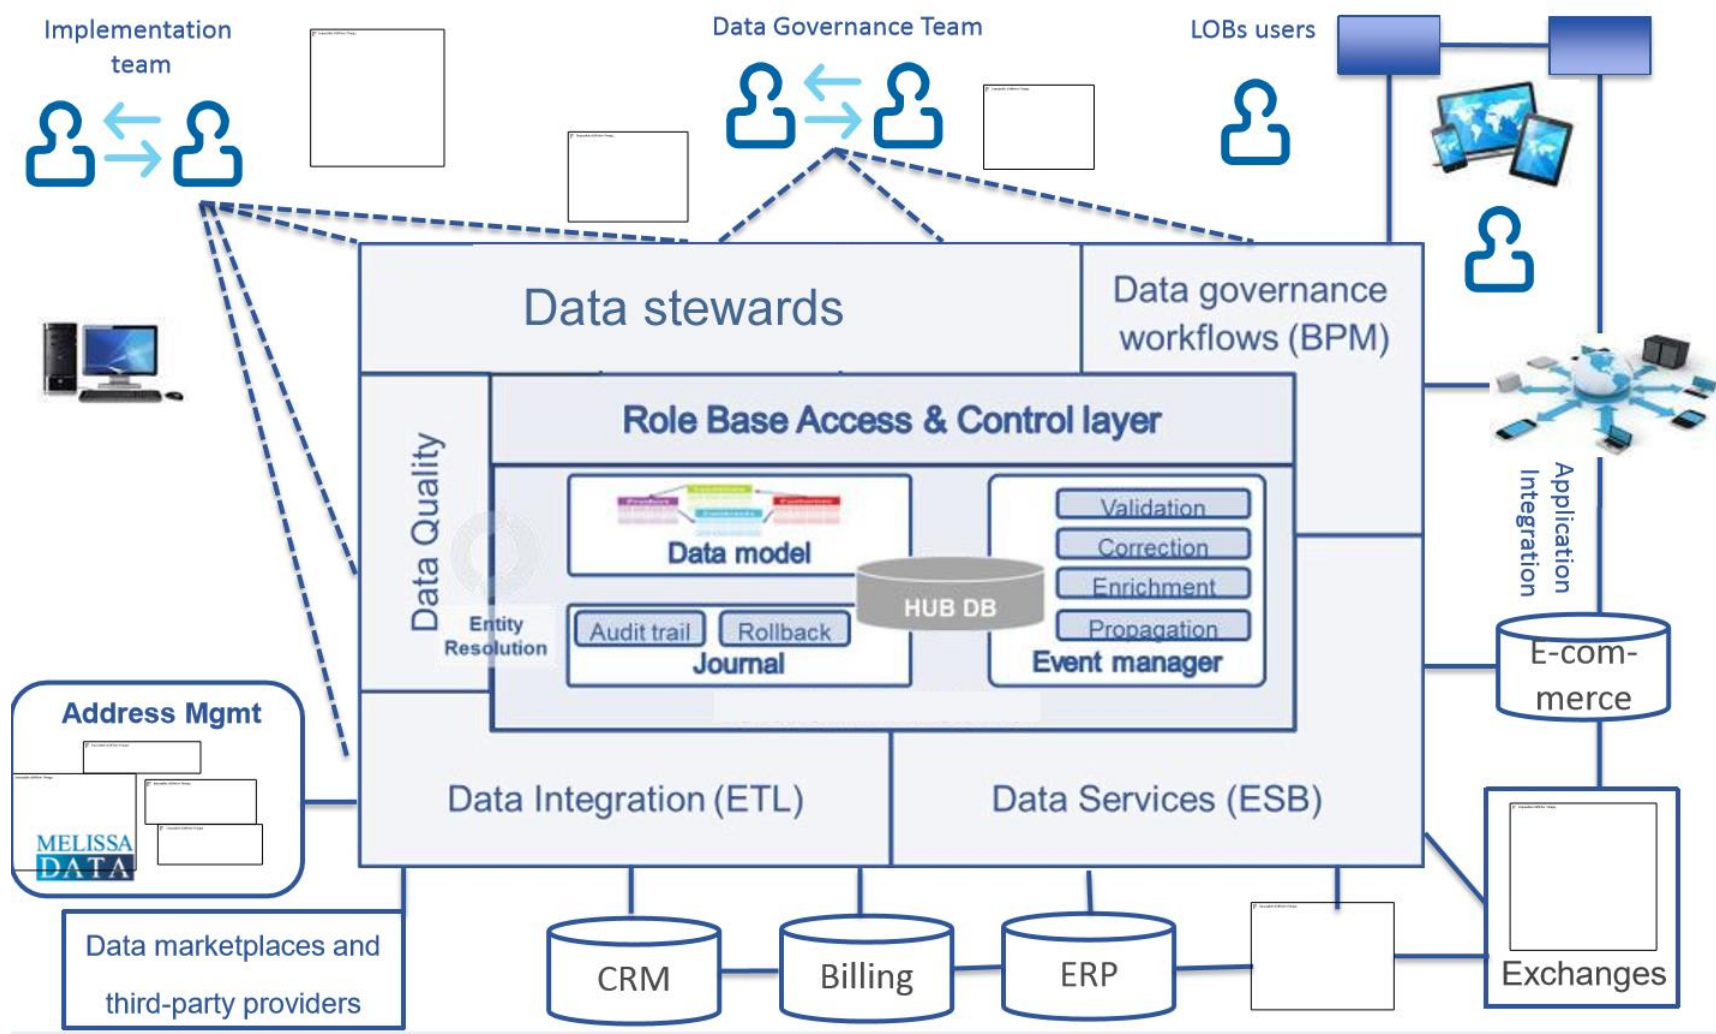 Implementation
team
Data Governance Team
LOBs users
Data stewards
Data governance
workflows (BPM)
Role Base Access & Control layer
Data Quality
Entity
Resolution
Product
Customer
Data model
Audit trail
Rollback
Journal
HUB DB
Validation
Correction
Enrichment
Propagation
Event manager
Application
Integration
E-com-
merce
Address Mgmt
MELISSA
DATA
Data Integration (ETL)
Data Services (ESB)
Data marketplaces and
third-party providers
CRM
Billing
ERP
Exchanges